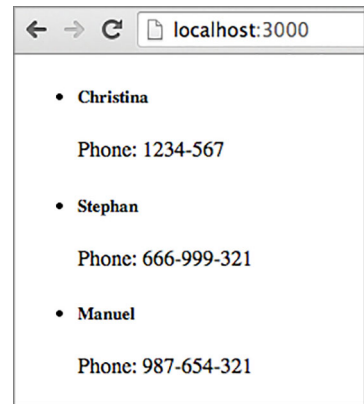 localhost:3000
Christina
Phone: 1234-567
Stephan
Phone: 666-999-321
Manuel
Phone: 987-654-321